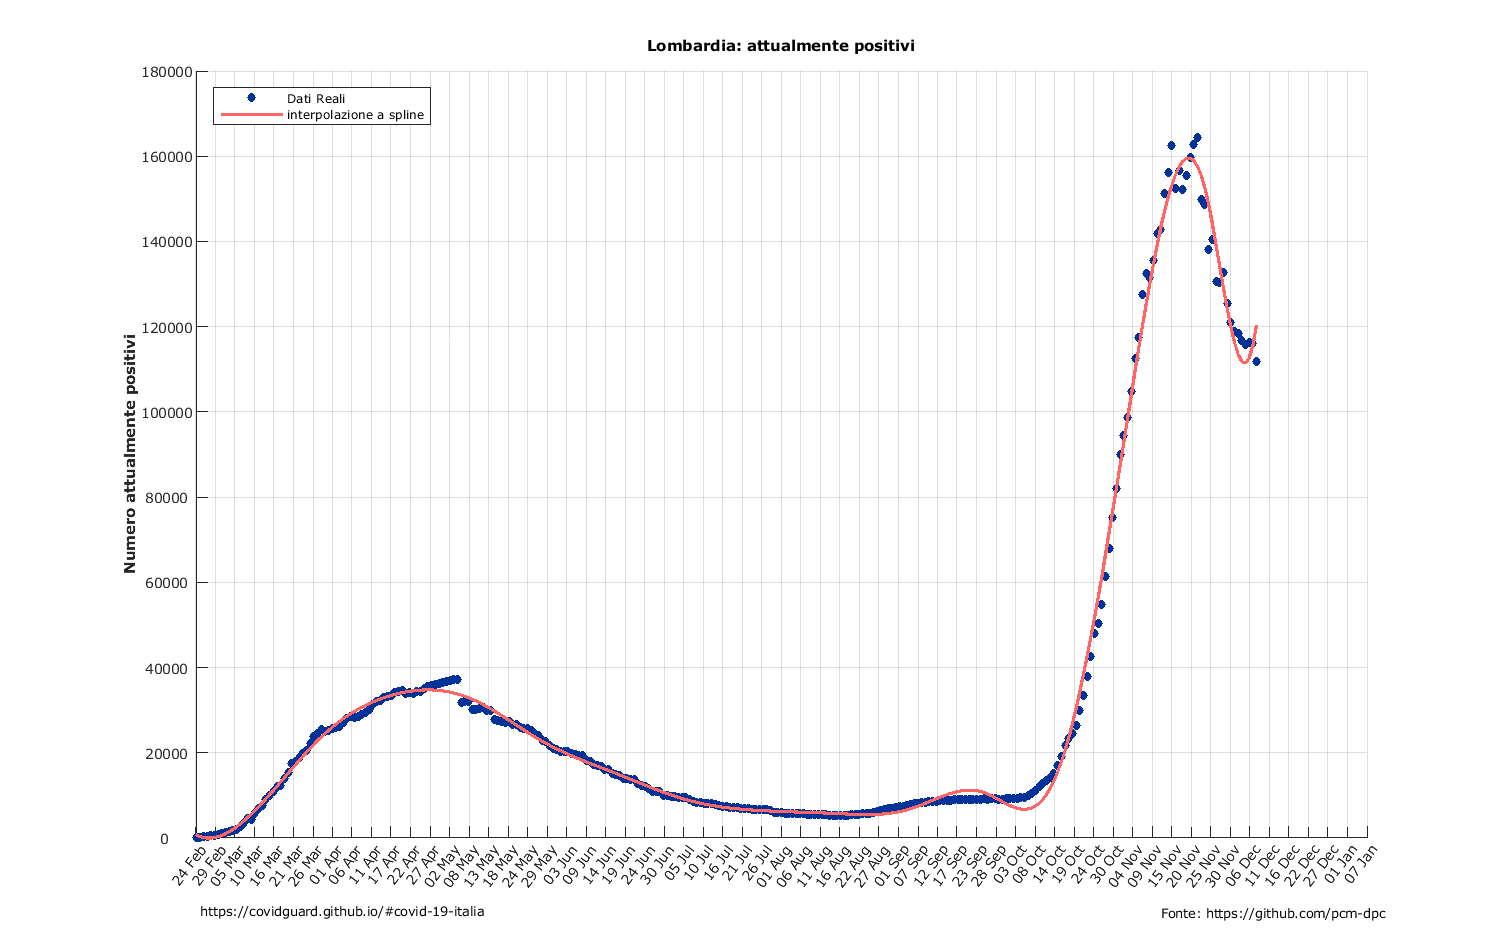 Lombardia: attualmente positivi
180000
160000
140000
120000
100000
80000
60000
40000
20000
0
Numero attualmente positivi
Dati Reali
interpolazione a spline
24 Feb
29 Feb
05 Mar
10 Mar
16 Mar
21 Mar
26 Mar
01 Apr
06 Apr
11 Apr
17 Apr
22 Apr
27 Apr
02 May
08 May
13 May
18 May
24 May
29 May
03 Jun
09 Jun
14 Jun
19 Jun
24 Jun
30 Jun
05 Jul
10 Jul
16 Jul
21 Jul
26 Jul
01 Aug
06 Aug
11 Aug
16 Aug
22 Aug
27 Aug
01 Sep
07 Sep
12 Sep
17 Sep
23 Sep
28 Sep
03 Oct
08 Oct
14 Oct
19 Oct
24 Oct
30 Oct
04 Nov
09 Nov
15 Nov
20 Nov
25 Nov
30 Nov
06 Dec
11 Dec
16 Dec
22 Dec
27 Dec
01 Jan
07 Jan
https://covidguard.github.io/#covid-19-italia
Fonte: https://github.com/pcm-dpc